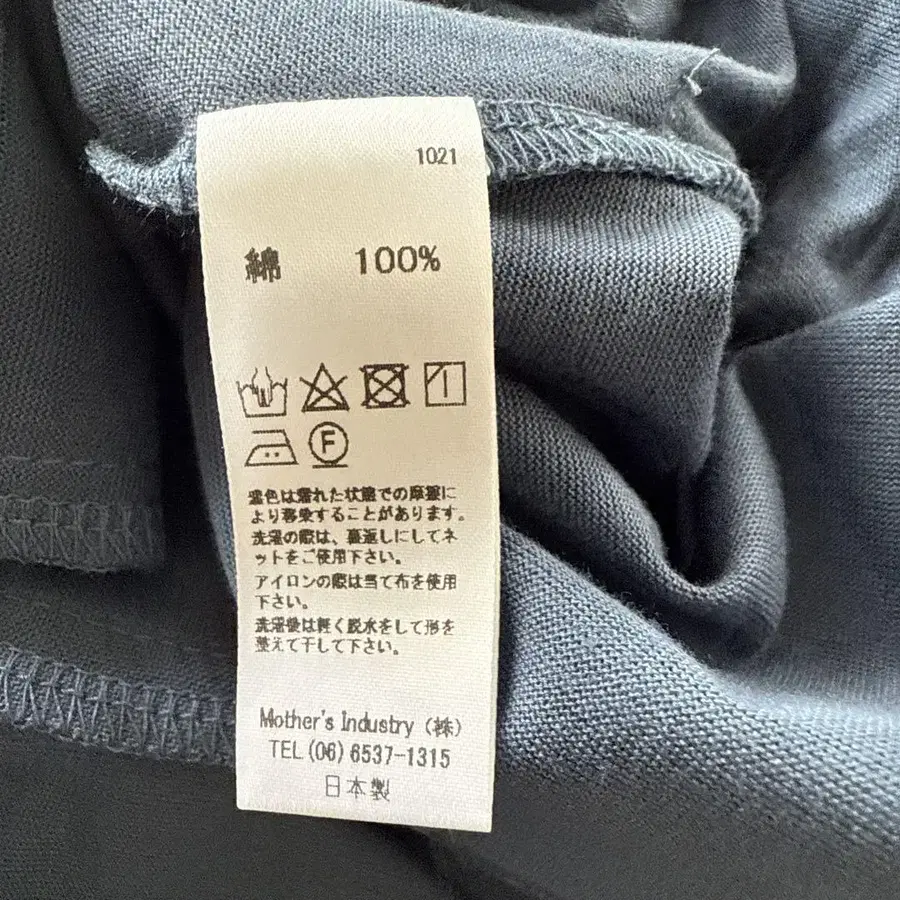 1021
綿 100%
F
濃色は濡れた状態での摩擦に
より移染することがあります。
洗濯の際は、裏返しにしてネ
ットをご使用下さい。
アイロンの際は当て布を使用
下さい。
洗濯後は軽く脱水をして形を
整えて干して下さい。
Mother's Industry (株)
TEL (06) 6537-1315
日本製